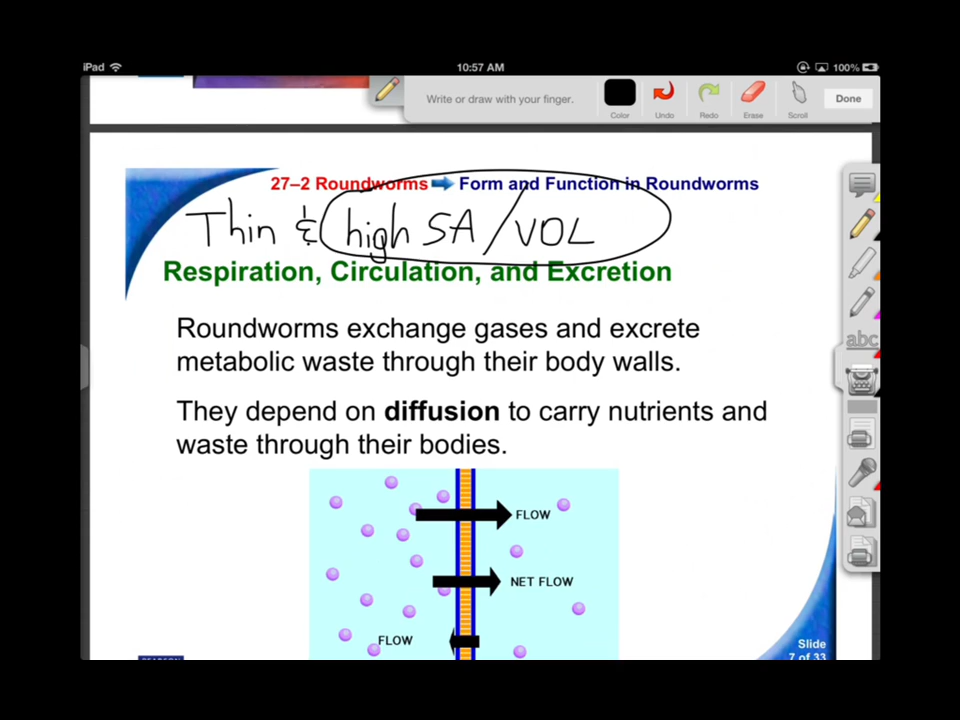 iPad
10:57 AM
100%
Write or draw with your finger.
Color
Undo
Redo
Erase
Scroll
Done
27–2 Roundworms Form and Function in Roundworms
Thin & high SA/VOL
Respiration, Circulation, and Excretion
Roundworms exchange gases and excrete
metabolic waste through their body walls.
They depend on diffusion to carry nutrients and
waste through their bodies.
FLOW
NET FLOW
FLOW
abc
Slide
7 of 33